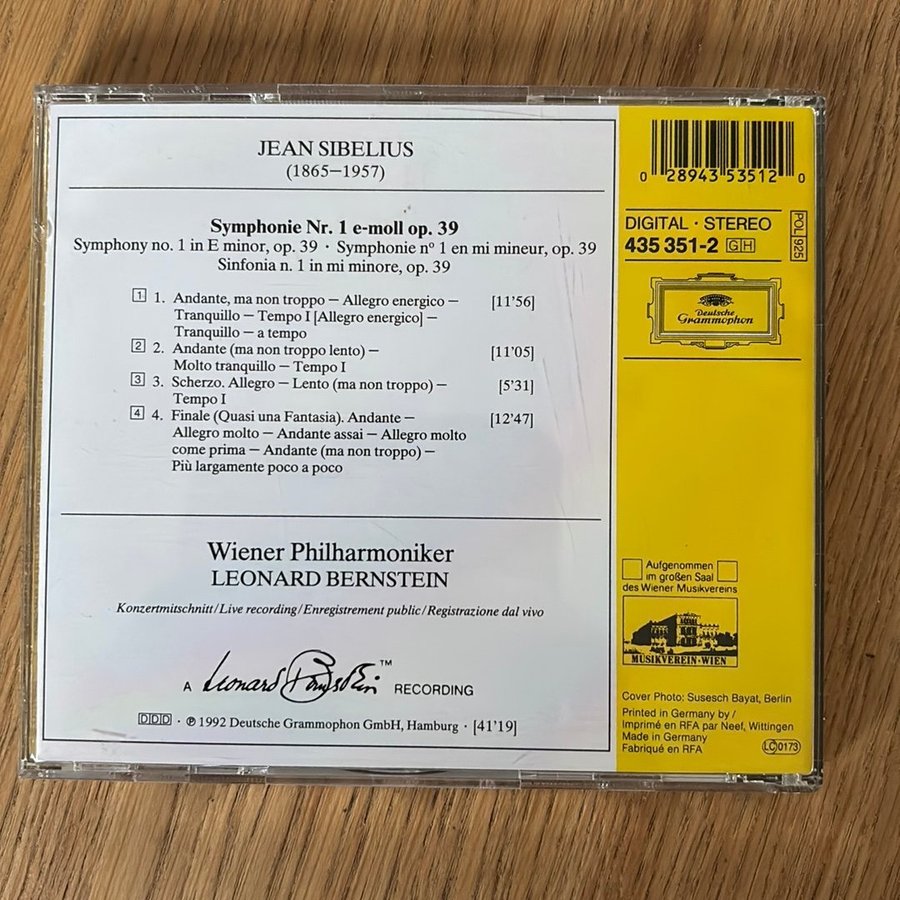 JEAN SIBELIUS
(1865–1957)
Symphonie Nr. 1 e-moll op. 39
Symphony no. 1 in E minor, op. 39 · Symphonie n° 1 en mi mineur, op. 39
Sinfonia n. 1 in mi minore, op. 39
1 1. Andante, ma non troppo – Allegro energico – [11'56]
Tranquillo – Tempo I [Allegro energico] –
Tranquillo – a tempo
2 2. Andante (ma non troppo lento) – [11'05]
Molto tranquillo – Tempo I
3 3. Scherzo. Allegro – Lento (ma non troppo) – [5'31]
Tempo I
4 4. Finale (Quasi una Fantasia). Andante – [12'47]
Allegro molto – Andante assai – Allegro molto
come prima – Andante (ma non troppo) –
Più largamente poco a poco
Wiener Philharmoniker
LEONARD BERNSTEIN
Konzertmitschnitt/Live recording/Enregistrement public/Registrazione dal vivo
A Leonard Bernstein™ RECORDING
DDD · ℗ 1992 Deutsche Grammophon GmbH, Hamburg · [41'19]
0 28943 53512 0
DIGITAL · STEREO
435 351-2 GH
POL 925
Deutsche
Grammophon
Aufgenommen
im großen Saal
des Wiener Musikvereins
MUSIKVEREIN·WIEN
Cover Photo: Susesch Bayat, Berlin
Printed in Germany by /
Imprimé en RFA par Neef, Wittingen
Made in Germany
Fabriqué en RFA
LC 0173